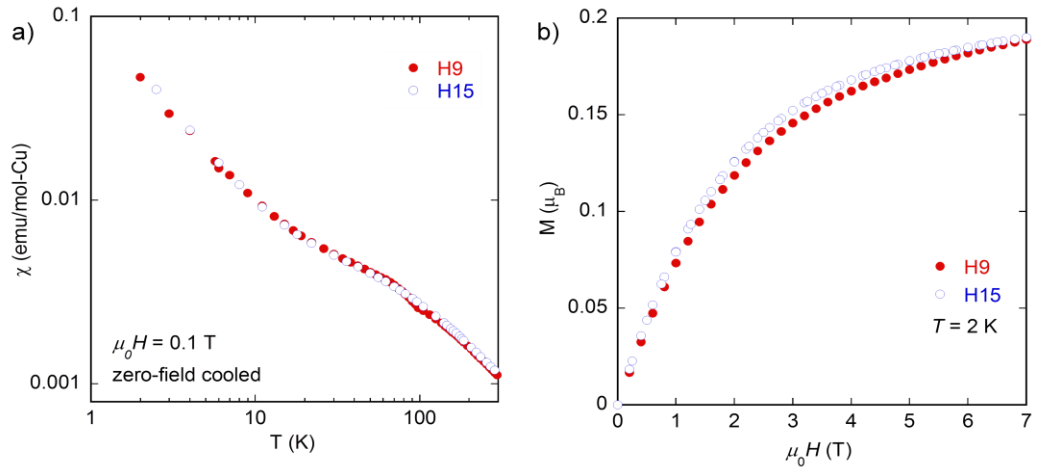 a)
0.1
0.01
0.001
χ (emu/mol-Cu)
H9
H15
μ₀H = 0.1 T
zero-field cooled
1
10
100
T (K)
b)
0.2
0.15
0.1
0.05
0
M (μ_B)
H9
H15
T = 2 K
0
1
2
3
4
5
6
7
μ₀H (T)